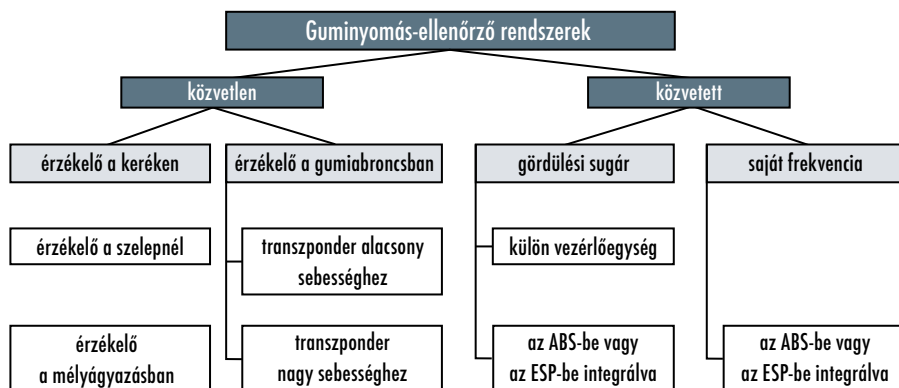 Guminyomás-ellenőrző rendszerek
közvetlen
közvetett
érzékelő a keréken
érzékelő a gumiabroncsban
gördülési sugár
saját frekvencia
érzékelő a szelepnél
transzponder alacsony
sebességhez
külön vezérlőegység
érzékelő
a mélyágyazásban
transzponder
nagy sebességhez
az ABS-be vagy
az ESP-be integrálva
az ABS-be vagy
az ESP-be integrálva